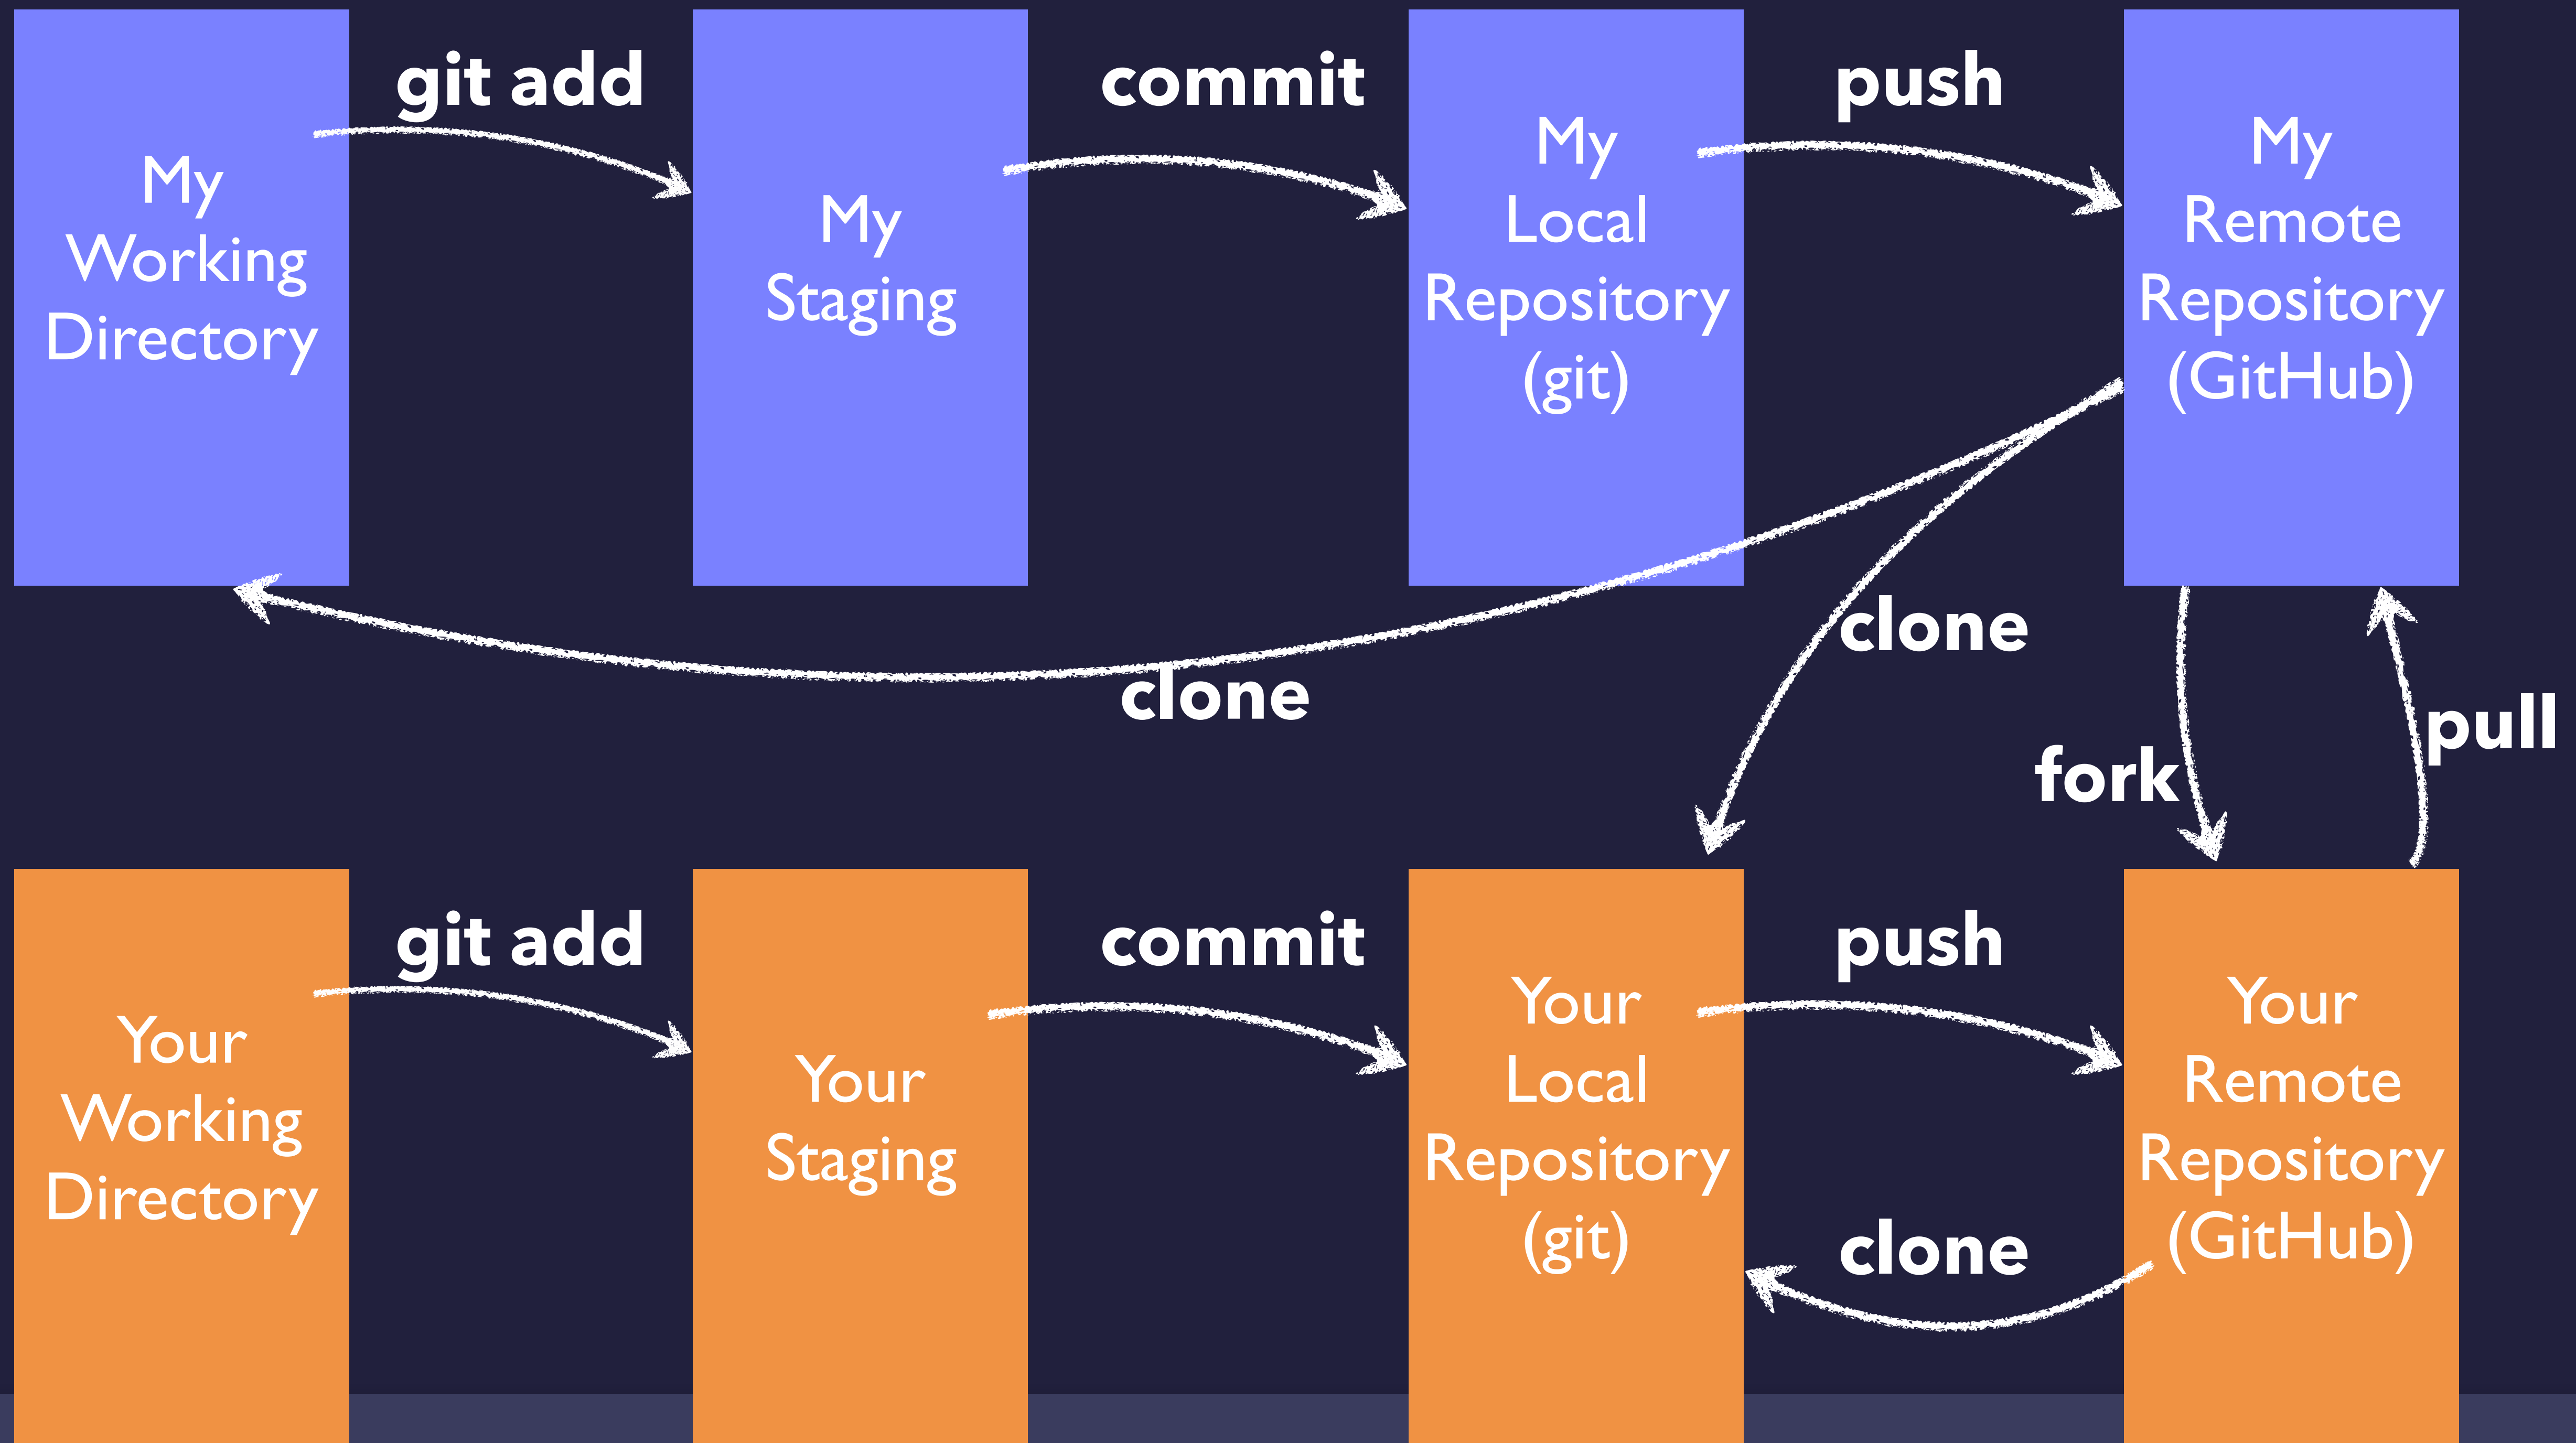 git add
commit
push
My
Working
Directory
My
Staging
My
Local
Repository
(git)
My
Remote
Repository
(GitHub)
clone
clone
fork
pull
git add
commit
push
Your
Working
Directory
Your
Staging
Your
Local
Repository
(git)
Your
Remote
Repository
(GitHub)
clone